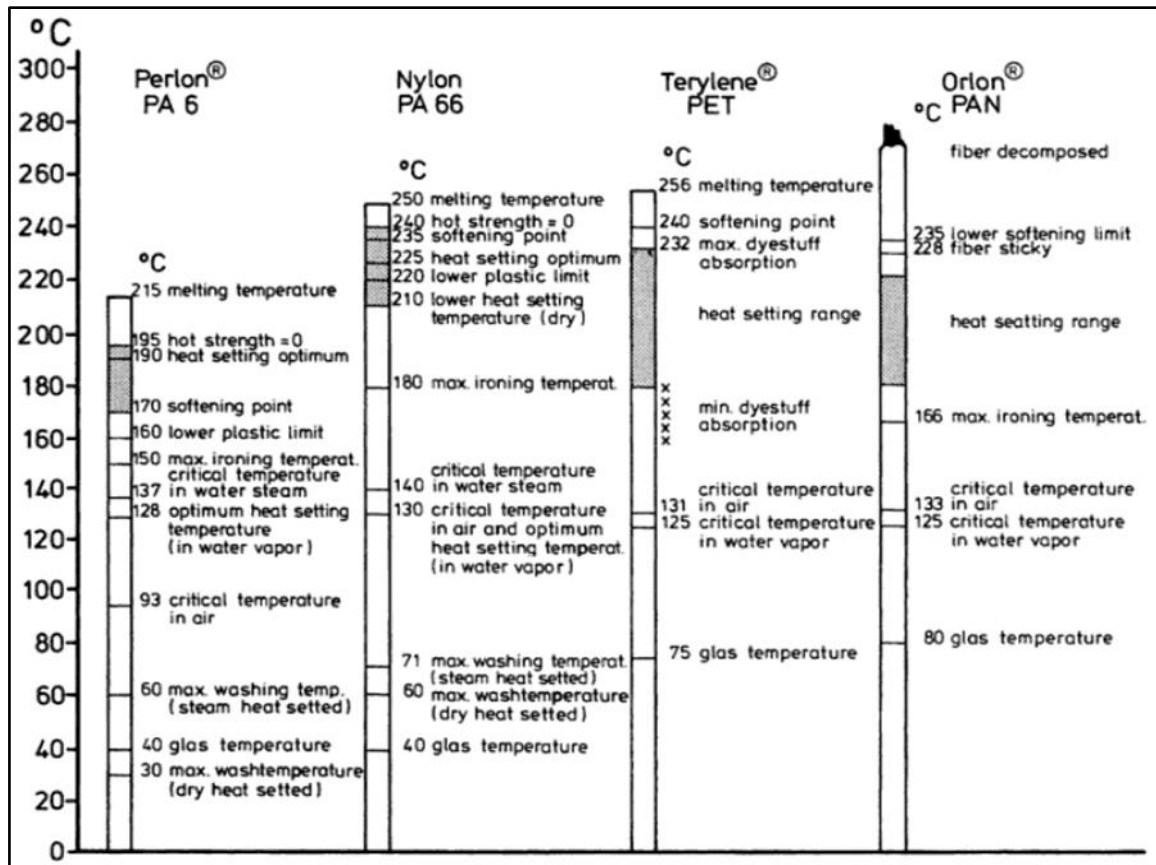 °C
300
280
260
240
220
200
180
160
140
120
100
80
60
40
20
0
Perlon®
PA 6
°C
215 melting temperature
195 hot strength =0
190 heat setting optimum
170 softening point
160 lower plastic limit
150 max. ironing temperat.
critical temperature
137 in water steam
128 optimum heat setting
temperature
(in water vapor)
93 critical temperature
in air
60 max. washing temp.
(steam heat setted)
40 glas temperature
30 max. washtemperature
(dry heat setted)
Nylon
PA 66
°C
250 melting temperature
240 hot strength = 0
235 softening point
225 heat setting optimum
220 lower plastic limit
210 lower heat setting
temperature (dry)
180 max. ironing temperat.
critical temperature
140 in water steam
130 critical temperature
in air and optimum
heat setting temperat.
(in water vapor)
71 max. washing temperat.
(steam heat setted)
60 max. washtemperature
(dry heat setted)
40 glas temperature
Terylene®
PET
°C
256 melting temperature
240 softening point
232 max. dyestuff
absorption
heat setting range
x
x
x
x
x
min. dyestuff
absorption
critical temperature
131 in air
125 critical temperature
in water vapor
75 glas temperature
Orlon®
PAN
°C
fiber decomposed
235 lower softening limit
228 fiber sticky
heat seatting range
166 max. ironing temperat.
critical temperature
133 in air
125 critical temperature
in water vapor
80 glas temperature